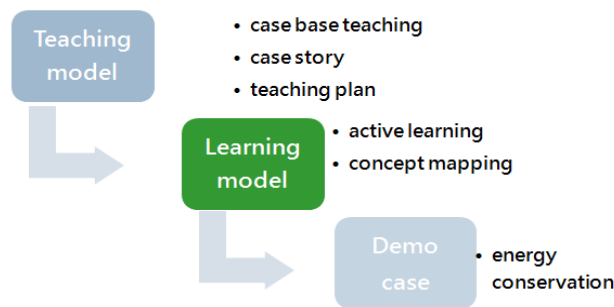 Teaching
model
• case base teaching
• case story
• teaching plan
Learning
model
• active learning
• concept mapping
Demo
case
• energy
conservation